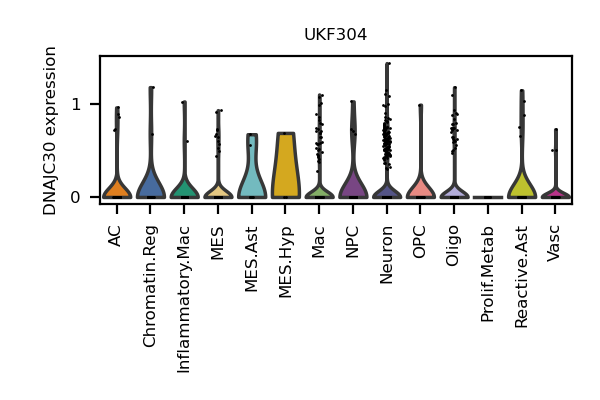 UKF304
DNAJC30 expression
1
0
AC
Chromatin.Reg
Inflammatory.Mac
MES
MES.Ast
MES.Hyp
Mac
NPC
Neuron
OPC
Oligo
Prolif.Metab
Reactive.Ast
Vasc